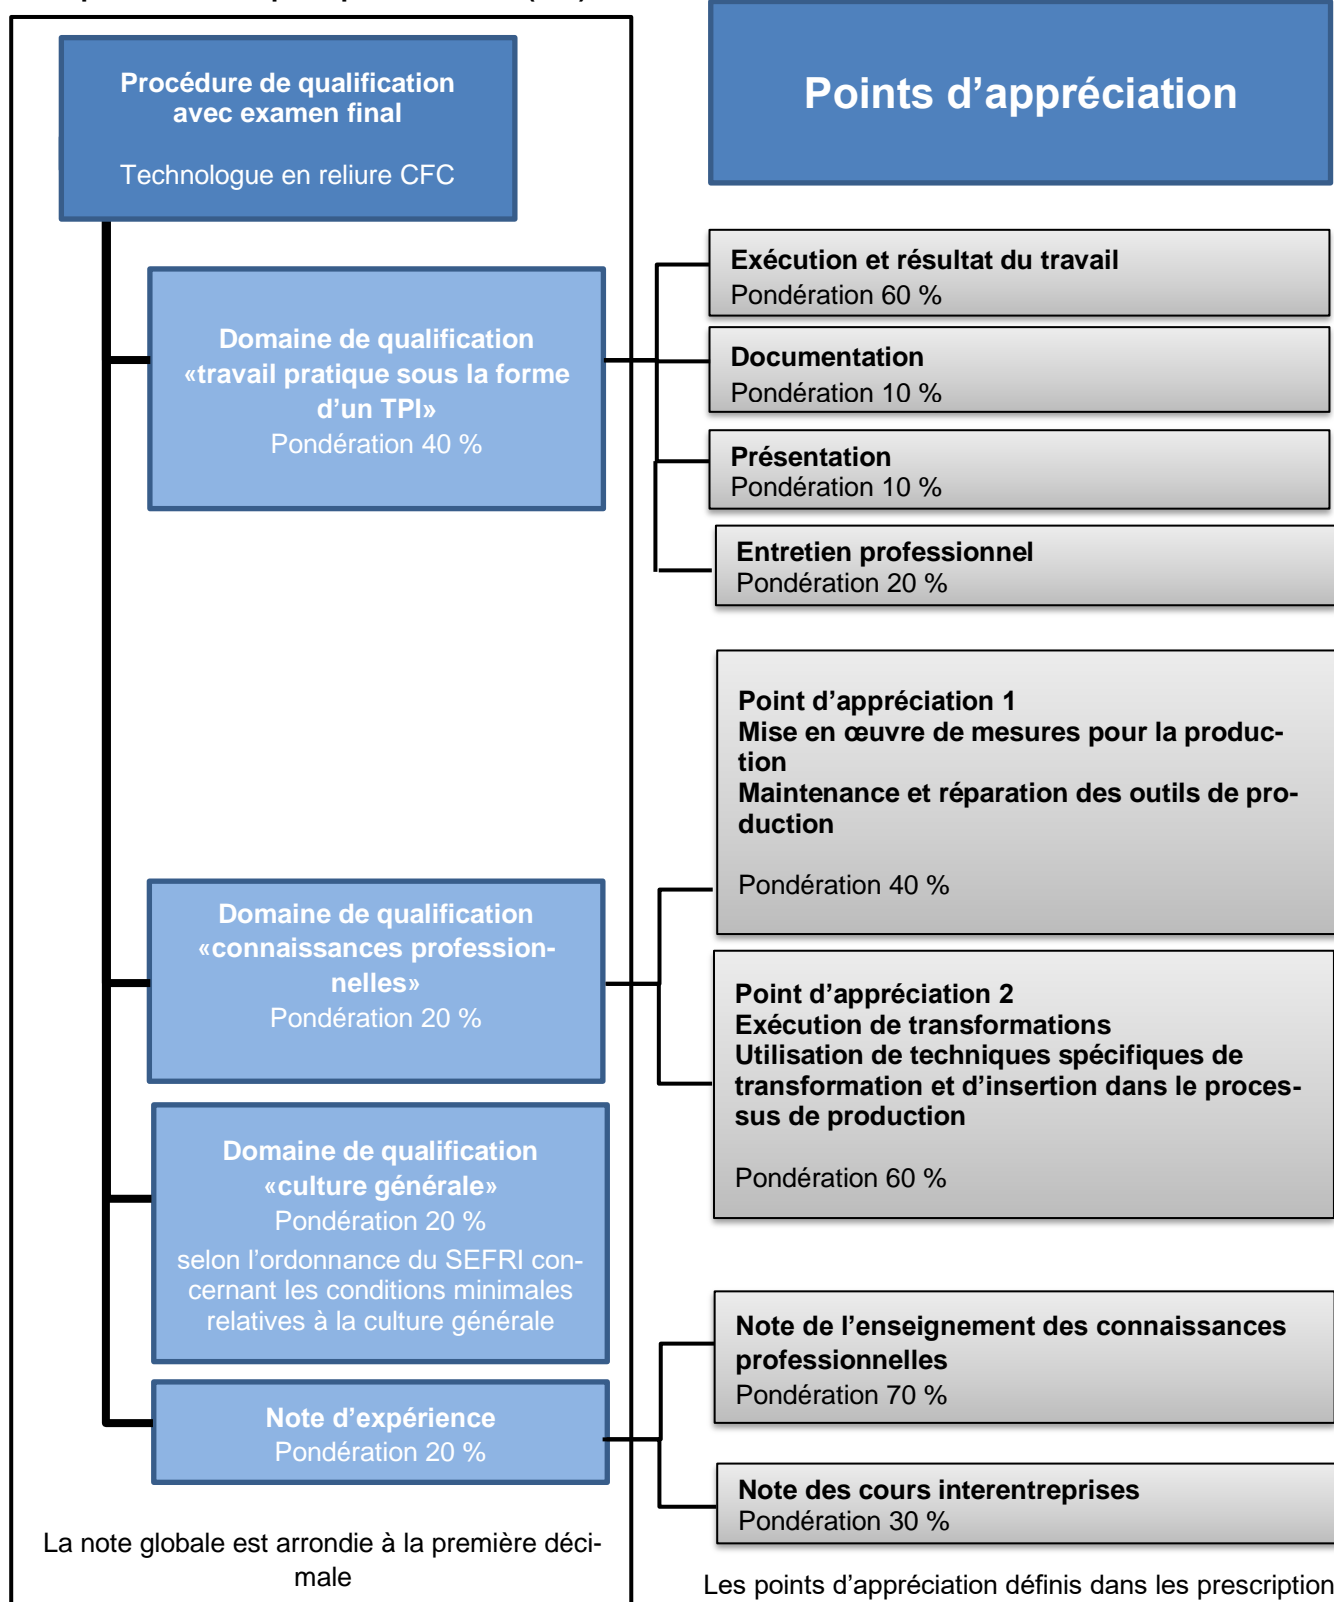 Procédure de qualification
avec examen final
Technologue en reliure CFC
Points d’appréciation
Domaine de qualification
«travail pratique sous la forme
d’un TPI»
Pondération 40 %
Exécution et résultat du travail
Pondération 60 %
Documentation
Pondération 10 %
Présentation
Pondération 10 %
Entretien professionnel
Pondération 20 %
Domaine de qualification
«connaissances profession-
nelles»
Pondération 20 %
Point d’appréciation 1
Mise en œuvre de mesures pour la produc-
tion
Maintenance et réparation des outils de pro-
duction
Pondération 40 %
Point d’appréciation 2
Exécution de transformations
Utilisation de techniques spécifiques de
transformation et d’insertion dans le proces-
sus de production
Pondération 60 %
Domaine de qualification
«culture générale»
Pondération 20 %
selon l’ordonnance du SEFRI con-
cernant les conditions minimales
relatives à la culture générale
Note d’expérience
Pondération 20 %
Note de l’enseignement des connaissances
professionnelles
Pondération 70 %
Note des cours interentreprises
Pondération 30 %
La note globale est arrondie à la première déci-
male
Les points d’appréciation définis dans les prescription